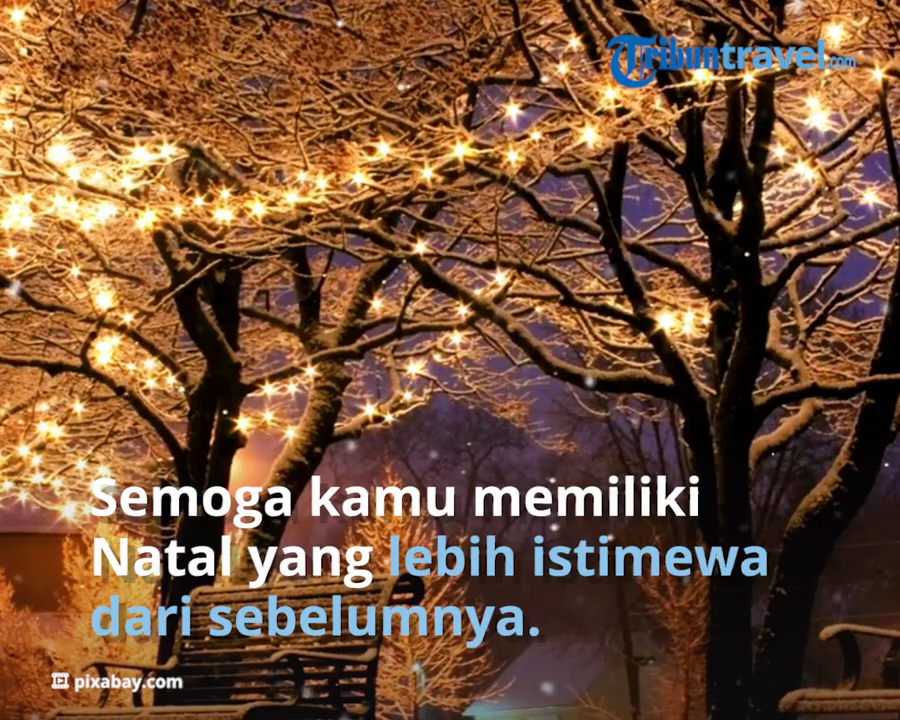 Tribuntravel.com
Semoga kamu memiliki
Natal yang lebih istimewa
dari sebelumnya.
pixabay.com